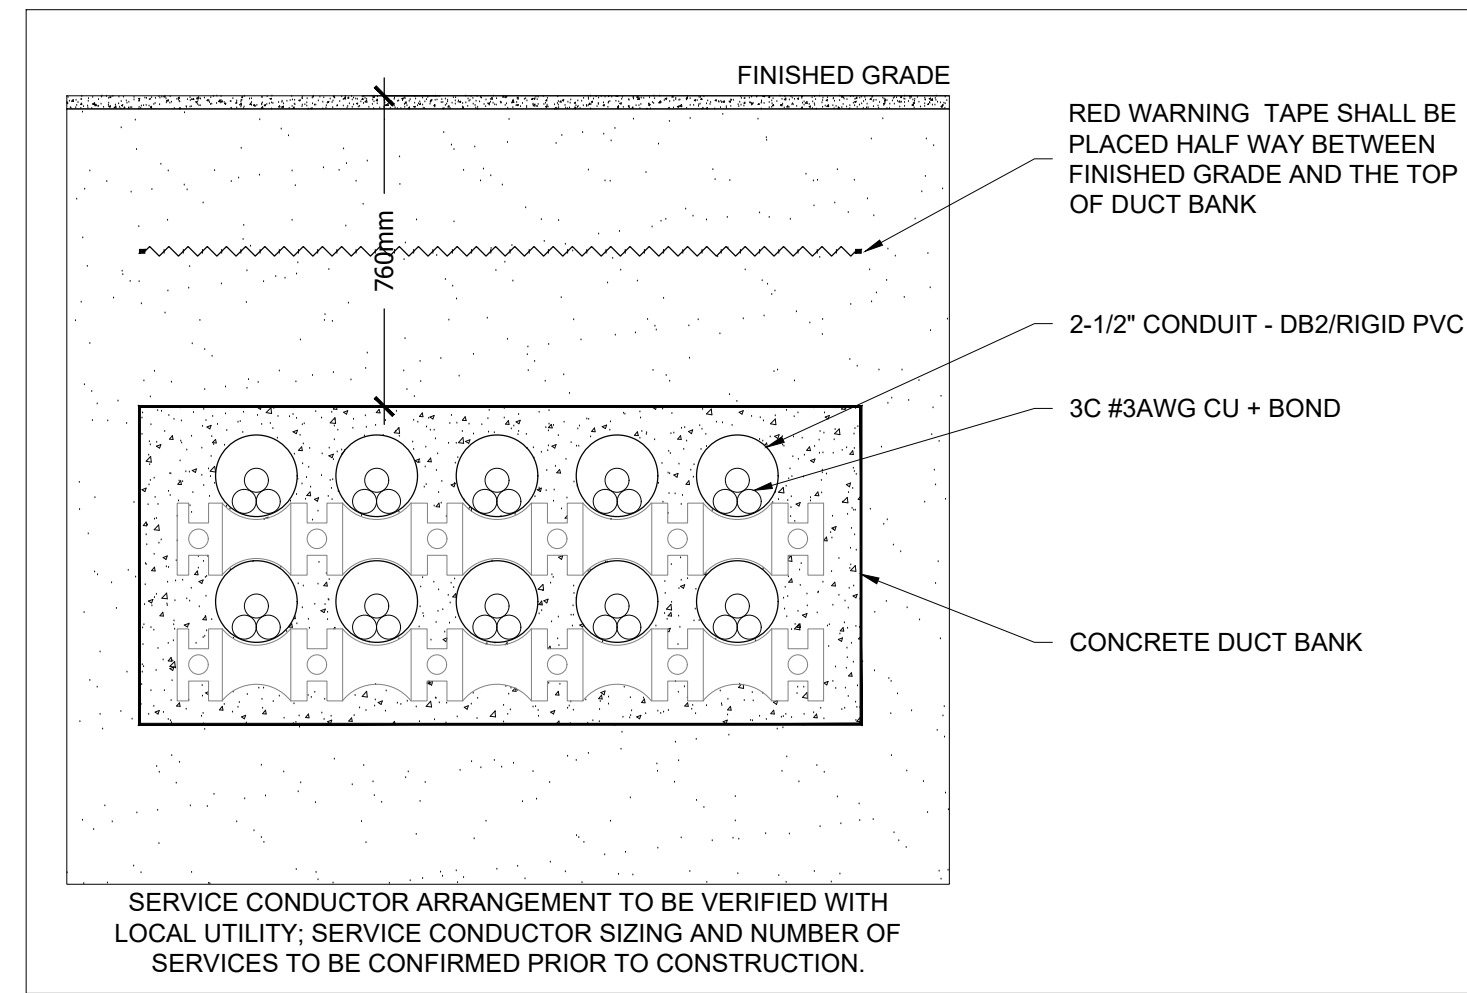 FINISHED GRADE
RED WARNING TAPE SHALL BE
PLACED HALF WAY BETWEEN
FINISHED GRADE AND THE TOP
OF DUCT BANK
760mm
2-1/2" CONDUIT - DB2/RIGID PVC
3C #3AWG CU + BOND
CONCRETE DUCT BANK
SERVICE CONDUCTOR ARRANGEMENT TO BE VERIFIED WITH
LOCAL UTILITY; SERVICE CONDUCTOR SIZING AND NUMBER OF
SERVICES TO BE CONFIRMED PRIOR TO CONSTRUCTION.